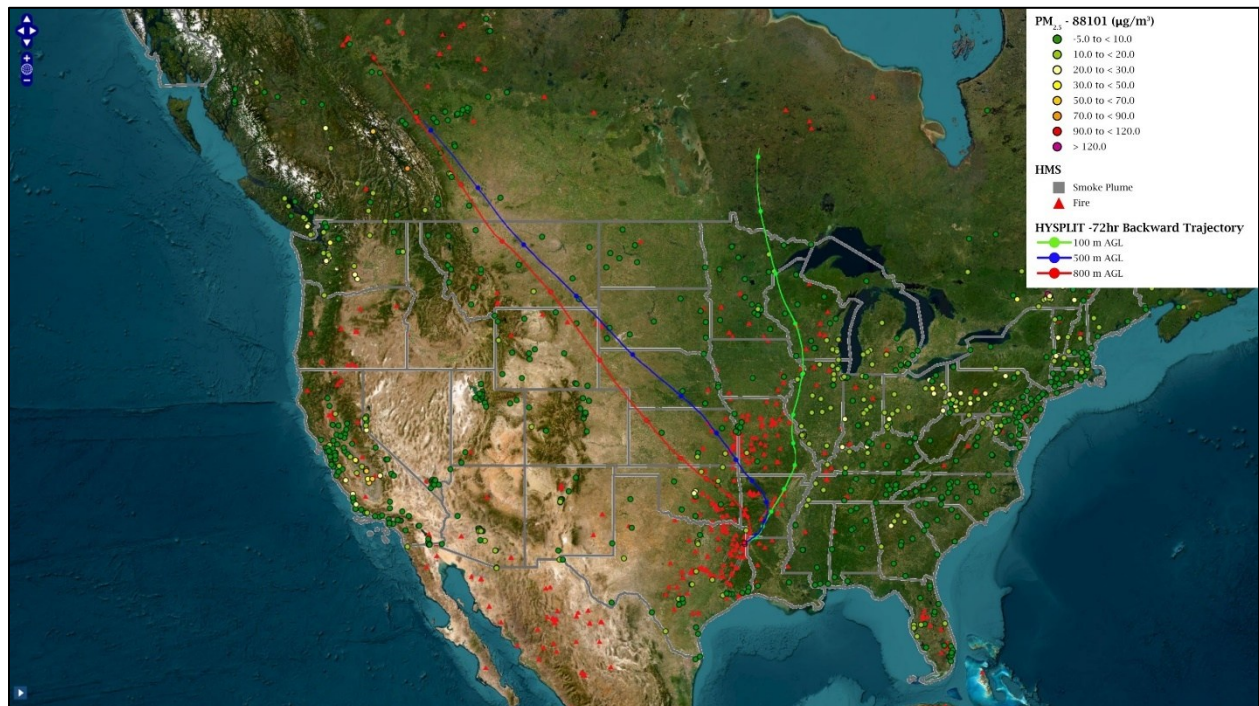 PM2.5 - 88101 (µg/m³)
-5.0 to < 10.0
10.0 to < 20.0
20.0 to < 30.0
30.0 to < 50.0
50.0 to < 70.0
70.0 to < 90.0
90.0 to < 120.0
> 120.0
HMS
Smoke Plume
Fire
HYSPLIT -72hr Backward Trajectory
100 m AGL
500 m AGL
800 m AGL